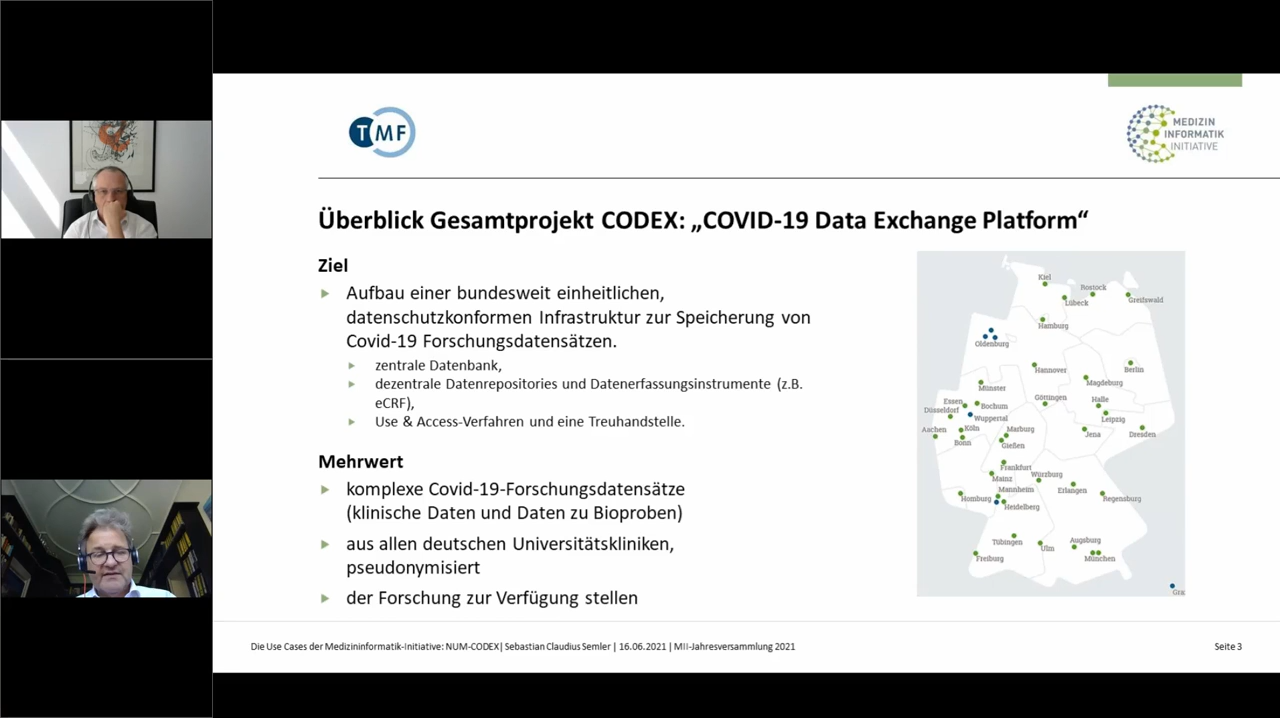 TMF
MEDIZIN
INFORMATIK
INITIATIVE
Überblick Gesamtprojekt CODEX: „COVID-19 Data Exchange Platform“
Ziel
Aufbau einer bundesweit einheitlichen,
datenschutzkonformen Infrastruktur zur Speicherung von
Covid-19 Forschungsdatensätzen.
zentrale Datenbank,
dezentrale Datenrepositories und Datenerfassungsinstrumente (z.B.
eCRF),
Use & Access-Verfahren und eine Treuhandstelle.
Mehrwert
komplexe Covid-19-Forschungsdatensätze
(klinische Daten und Daten zu Bioproben)
aus allen deutschen Universitätskliniken,
pseudonymisiert
der Forschung zur Verfügung stellen
Kiel
Rostock
Lübeck
Greifswald
Hamburg
Oldenburg
Hannover
Berlin
Magdeburg
Münster
Göttingen
Halle
Essen
Bochum
Düsseldorf
Wuppertal
Leipzig
Aachen
Köln
Marburg
Jena
Dresden
Bonn
Gießen
Frankfurt
Mainz
Würzburg
Mannheim
Erlangen
Homburg
Heidelberg
Regensburg
Tübingen
Ulm
Augsburg
Freiburg
München
Gra
Die Use Cases der Medizininformatik-Initiative: NUM-CODEX| Sebastian Claudius Semler | 16.06.2021 | MII-Jahresversammlung 2021
Seite 3